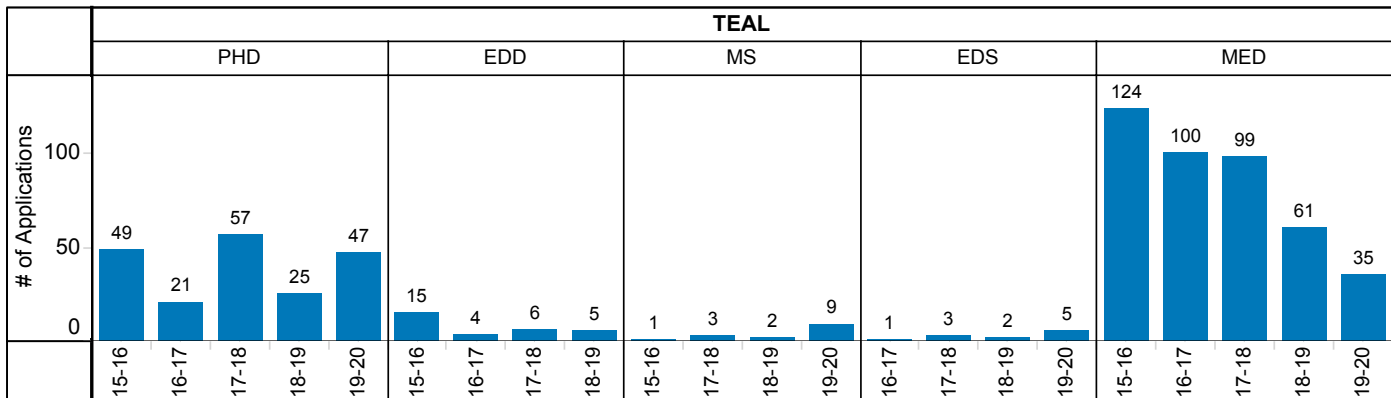 TEAL
PHD EDD MS EDS MED
# of Applications
100
50
0
49 21 57 25 47
15 4 6 5
1 3 2 9
1 3 2 5
124 100 99 61 35
15-16 16-17 17-18 18-19 19-20
15-16 16-17 17-18 18-19
15-16 17-18 18-19 19-20
16-17 17-18 18-19 19-20
15-16 16-17 17-18 18-19 19-20